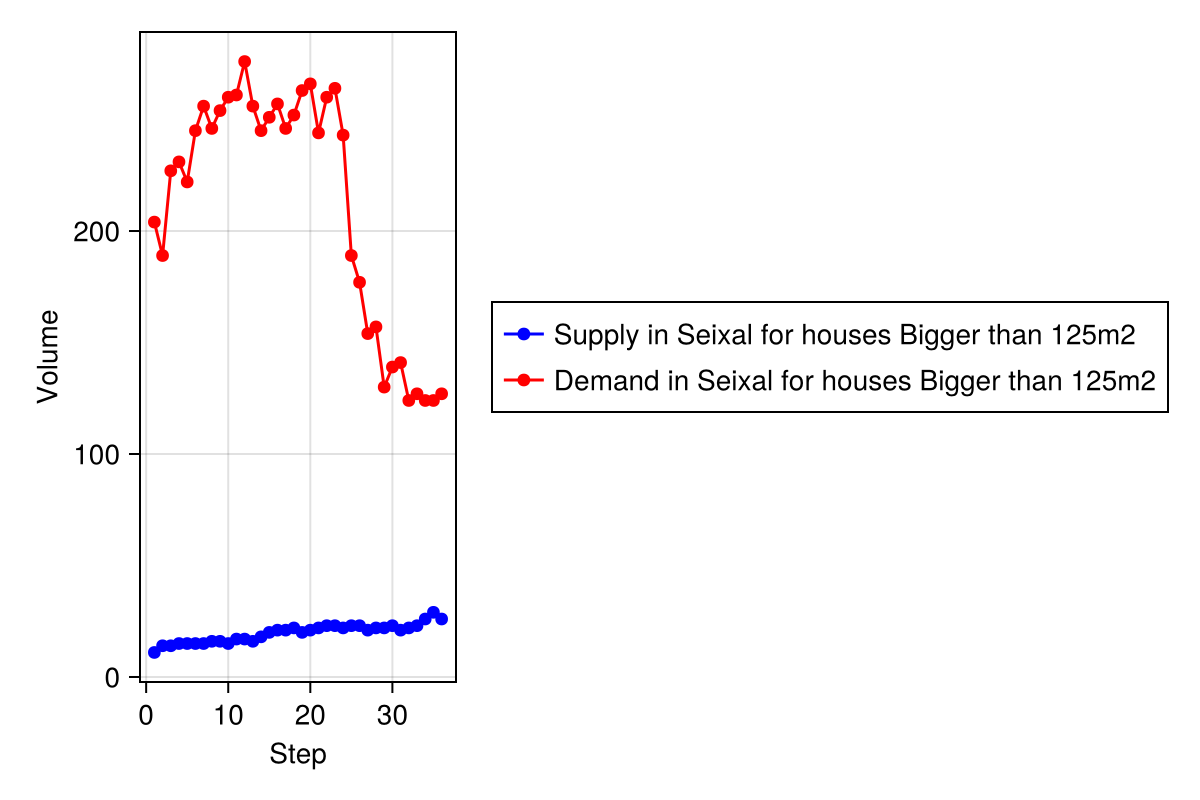 200
100
0
Volume
0 10 20 30
Step
Supply in Seixal for houses Bigger than 125m2
Demand in Seixal for houses Bigger than 125m2